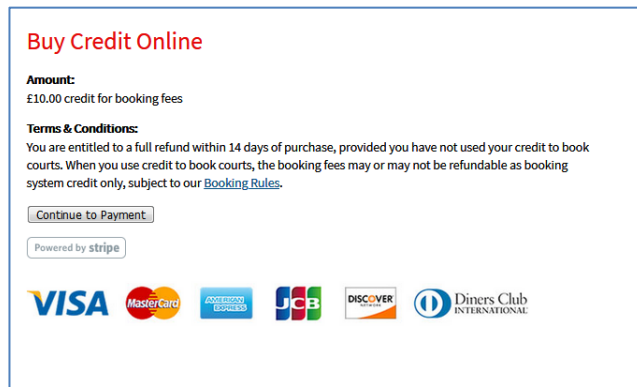 Buy Credit Online
Amount:
£10.00 credit for booking fees
Terms & Conditions:
You are entitled to a full refund within 14 days of purchase, provided you have not used your credit to book
courts. When you use credit to book courts, the booking fees may or may not be refundable as booking
system credit only, subject to our Booking Rules.
Continue to Payment
Powered by stripe
VISA MasterCard AMERICAN EXPRESS JCB DISCOVER NETWORK Diners Club INTERNATIONAL